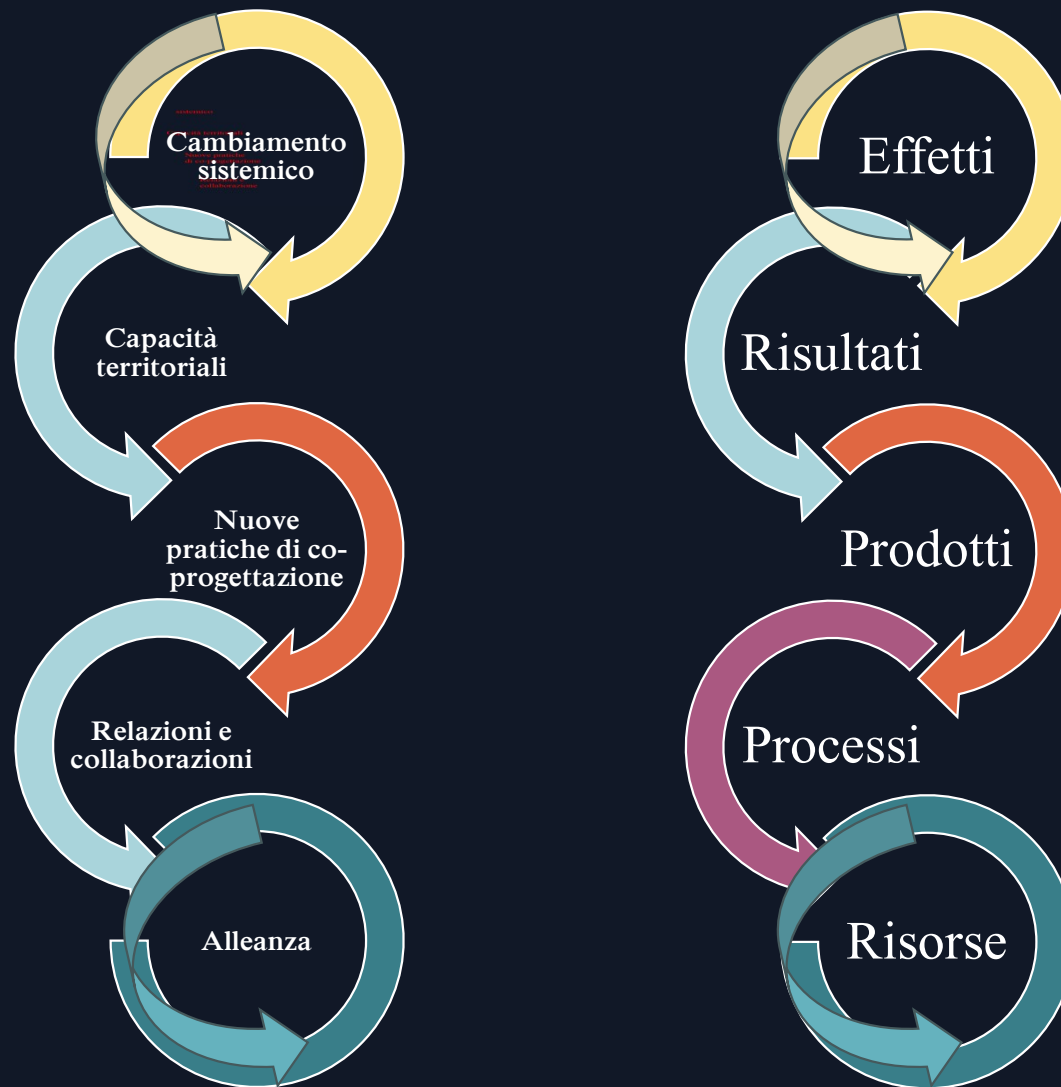 Cambiamento
sistemico
Capacità
territoriali
Nuove
pratiche di co-
progettazione
Relazioni e
collaborazioni
Alleanza
Effetti
Risultati
Prodotti
Processi
Risorse